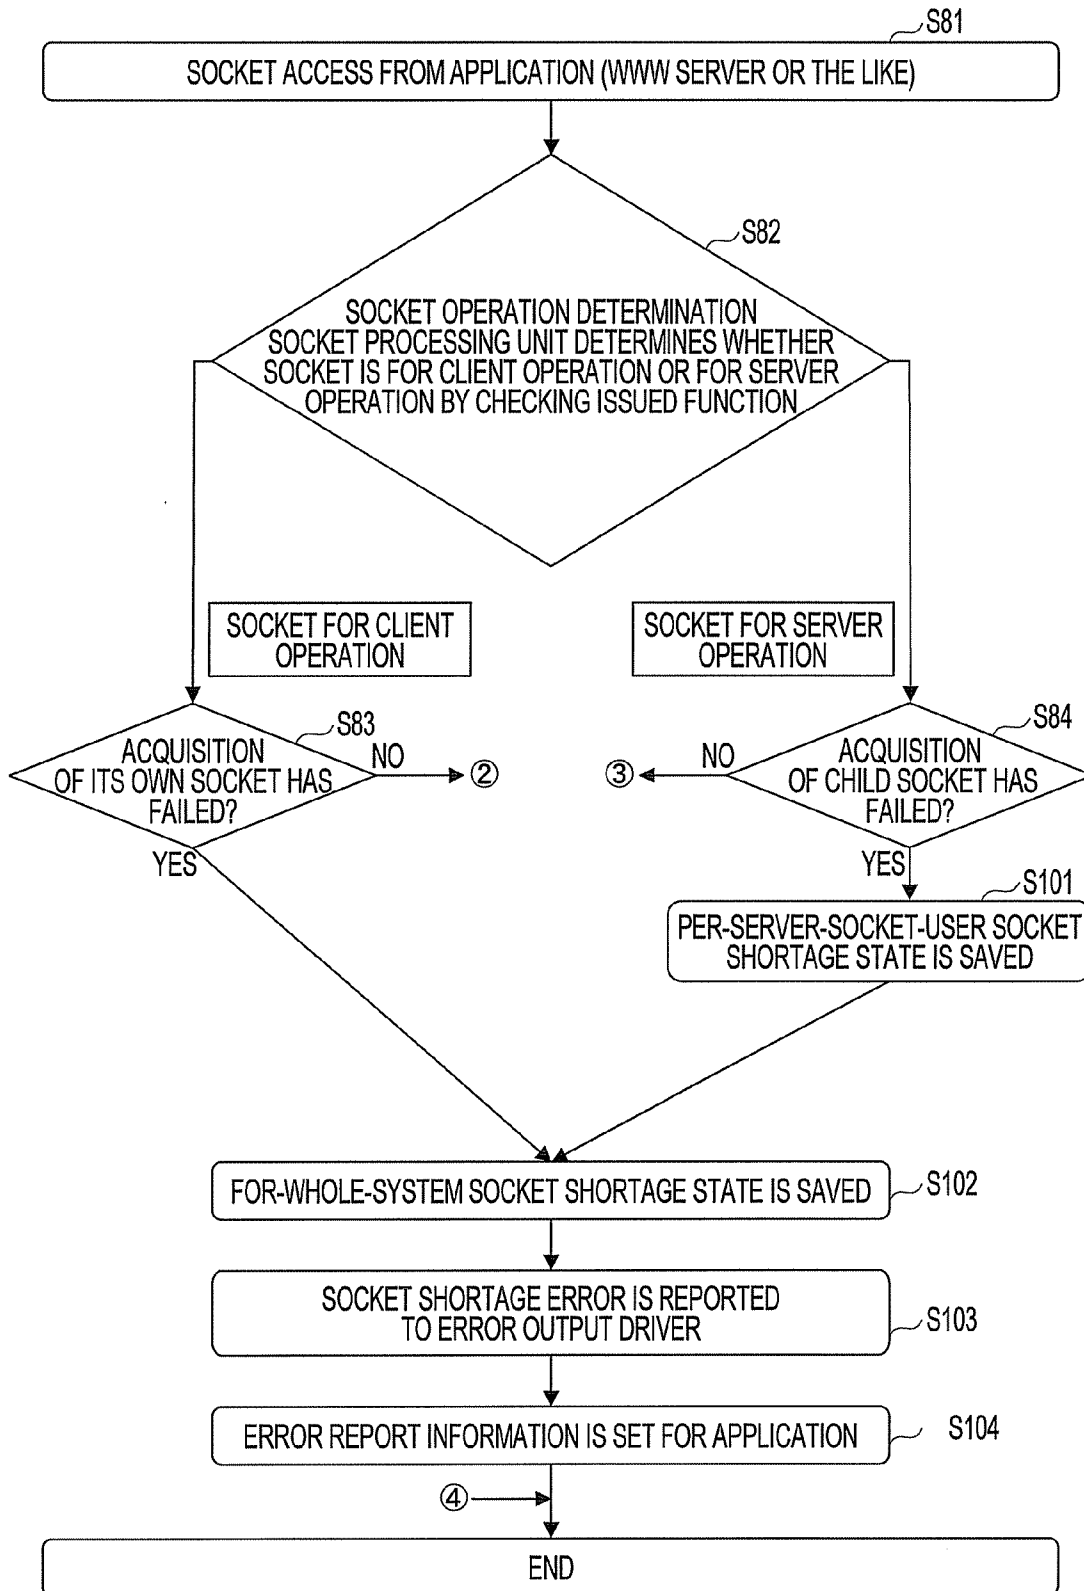 S81
SOCKET ACCESS FROM APPLICATION (WWW SERVER OR THE LIKE)
S82
SOCKET OPERATION DETERMINATION
SOCKET PROCESSING UNIT DETERMINES WHETHER
SOCKET IS FOR CLIENT OPERATION OR FOR SERVER
OPERATION BY CHECKING ISSUED FUNCTION
SOCKET FOR CLIENT
OPERATION
SOCKET FOR SERVER
OPERATION
S83
ACQUISITION
OF ITS OWN SOCKET HAS
FAILED?
NO
②
YES
S84
③
NO
ACQUISITION
OF CHILD SOCKET HAS
FAILED?
YES
S101
PER-SERVER-SOCKET-USER SOCKET
SHORTAGE STATE IS SAVED
FOR-WHOLE-SYSTEM SOCKET SHORTAGE STATE IS SAVED
S102
SOCKET SHORTAGE ERROR IS REPORTED
TO ERROR OUTPUT DRIVER
S103
ERROR REPORT INFORMATION IS SET FOR APPLICATION
S104
④
END